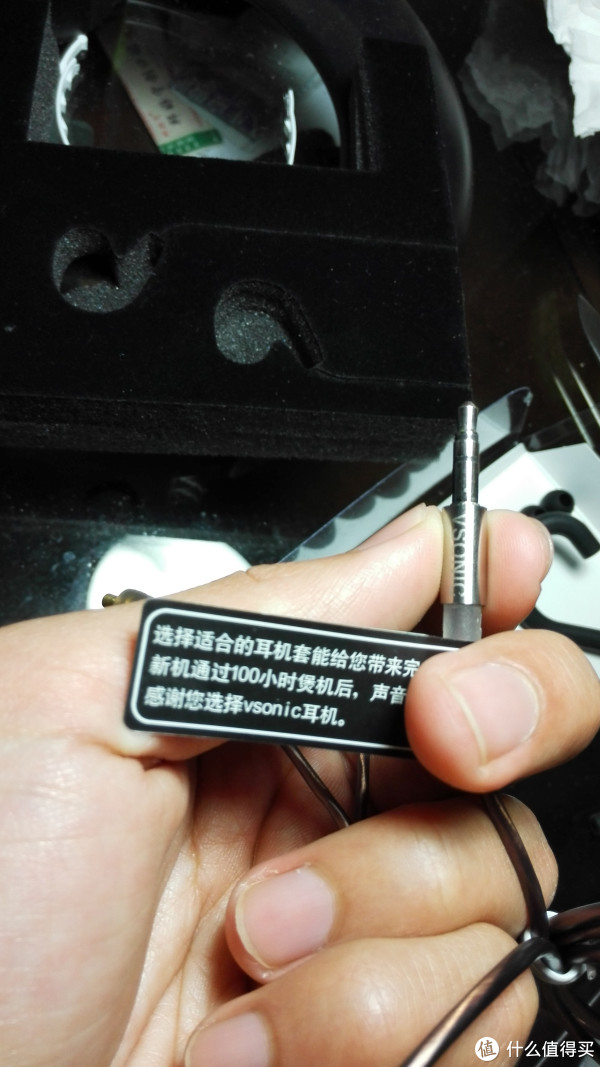 VSONIC
选择适合的耳机套能给您带来完
新机通过100小时煲机后，声音
感谢您选择vsonic耳机。
值 什么值得买